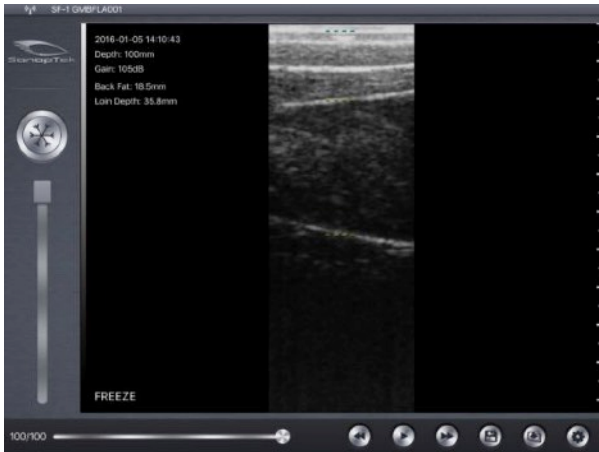 SF-1 GMBFLA001
SonopTek
2016-01-05 14:10:43
Depth: 100mm
Gain: 105dB
Back Fat: 18.5mm
Loin Depth: 35.8mm
FREEZE
100/100